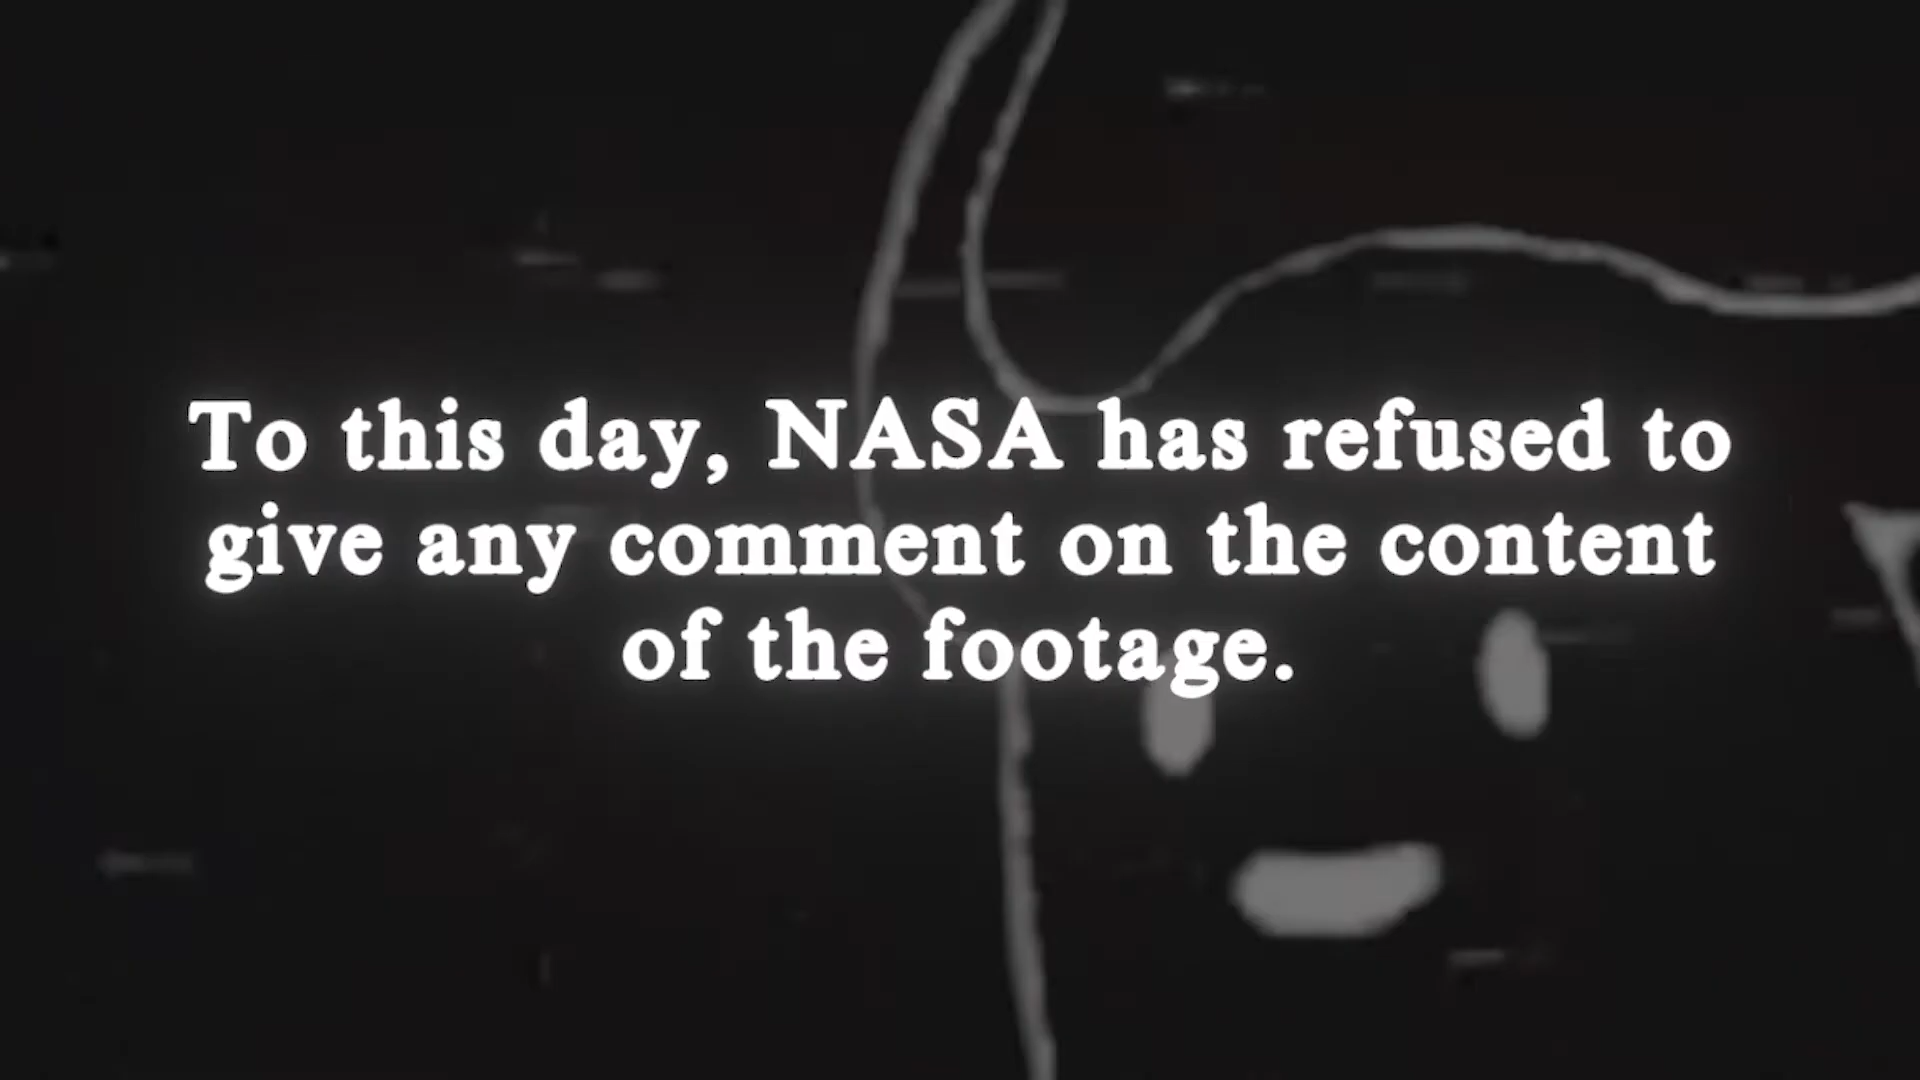 To this day, NASA has refused to
give any comment on the content
of the footage.